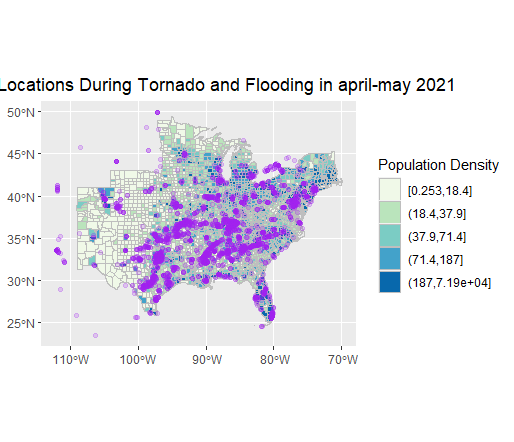 Locations During Tornado and Flooding in april-may 2021
50°N
45°N
40°N
35°N
30°N
25°N
110°W
100°W
90°W
80°W
70°W
Population Density
[0.253,18.4]
(18.4,37.9]
(37.9,71.4]
(71.4,187]
(187,7.19e+04]